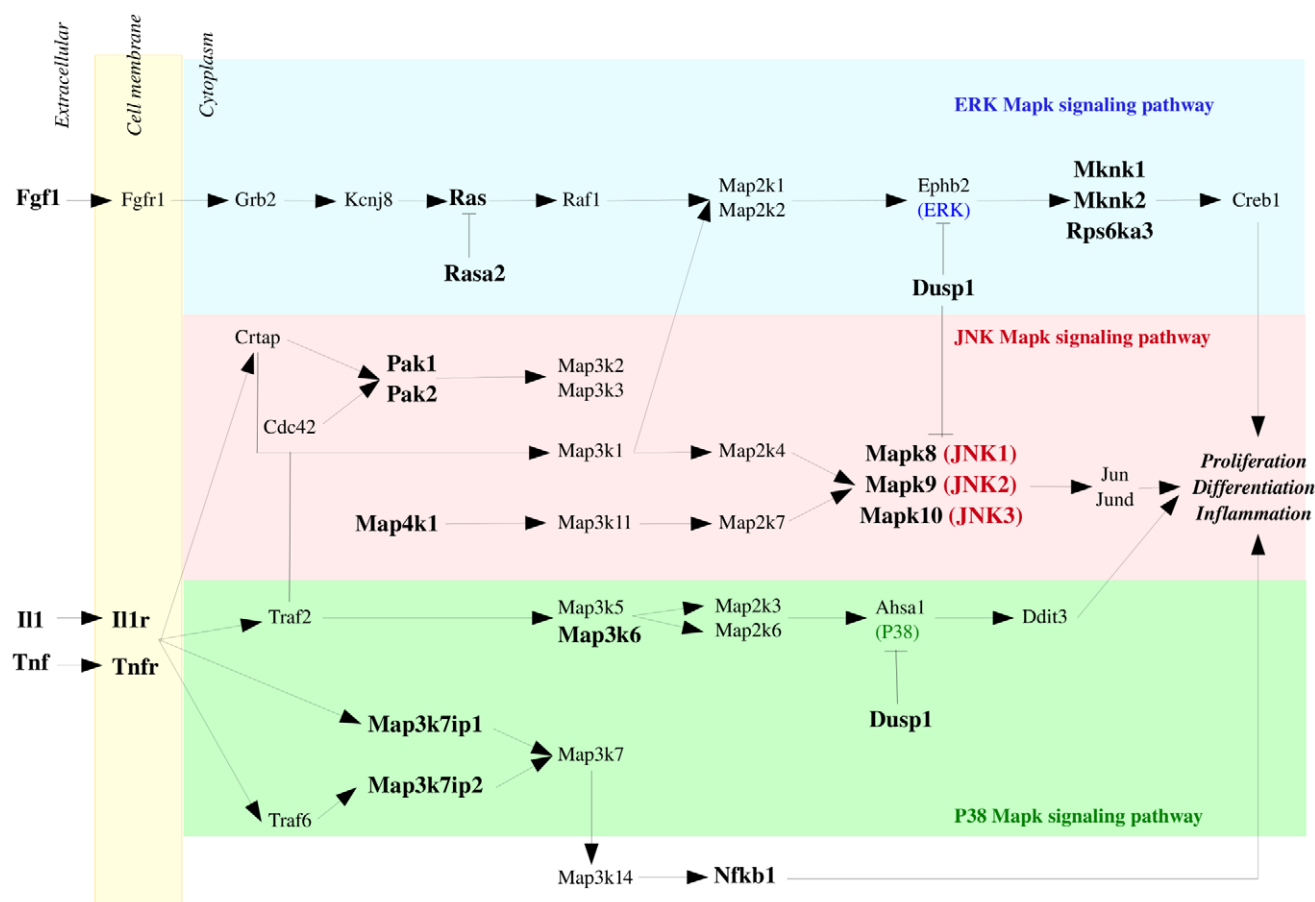 Extracellular
Cell membrane
Cytoplasm
ERK Mapk signaling pathway
Fgf1
Fgfr1
Grb2
Kcnj8
Ras
Raf1
Map2k1
Map2k2
Ephb2
(ERK)
Mknk1
Mknk2
Rps6ka3
Creb1
Rasa2
Dusp1
JNK Mapk signaling pathway
Crtap
Pak1
Pak2
Map3k2
Map3k3
Cdc42
Map3k1
Map2k4
Mapk8 (JNK1)
Mapk9 (JNK2)
Mapk10 (JNK3)
Jun
Jund
Proliferation
Differentiation
Inflammation
Map4k1
Map3k11
Map2k7
Il1
Il1r
Tnf
Tnfr
Traf2
Map3k5
Map3k6
Map2k3
Map2k6
Ahsa1
(P38)
Ddit3
Dusp1
Map3k7ip1
Map3k7ip2
Map3k7
Traf6
P38 Mapk signaling pathway
Map3k14
Nfkb1